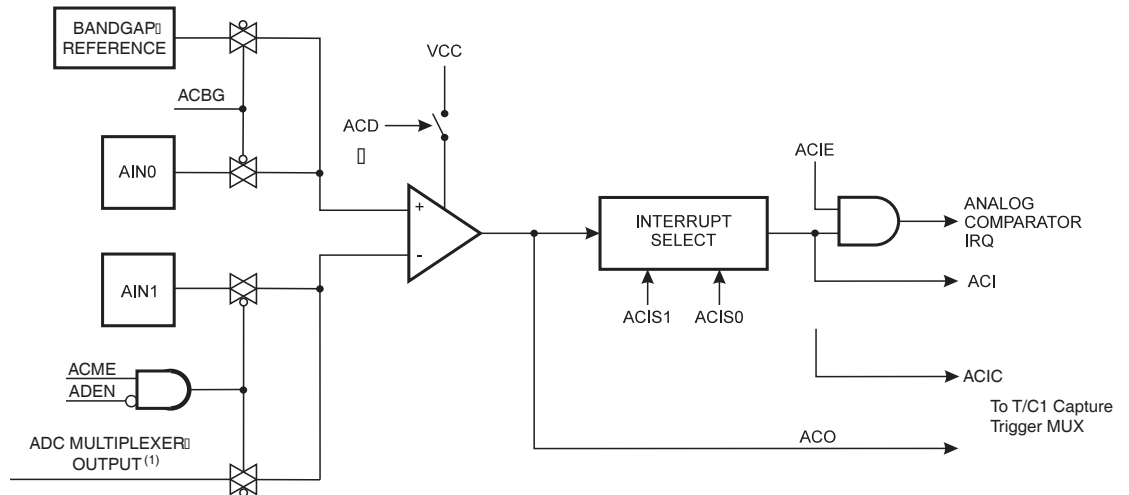 BANDGAP
REFERENCE
VCC
ACBG
ACD
ACIE
AIN0
+
-
INTERRUPT
SELECT
ANALOG
COMPARATOR
IRQ
AIN1
ACI
ACIS1 ACIS0
ACME
ADEN
ACIC
To T/C1 Capture
Trigger MUX
ADC MULTIPLEXER
OUTPUT (1)
ACO